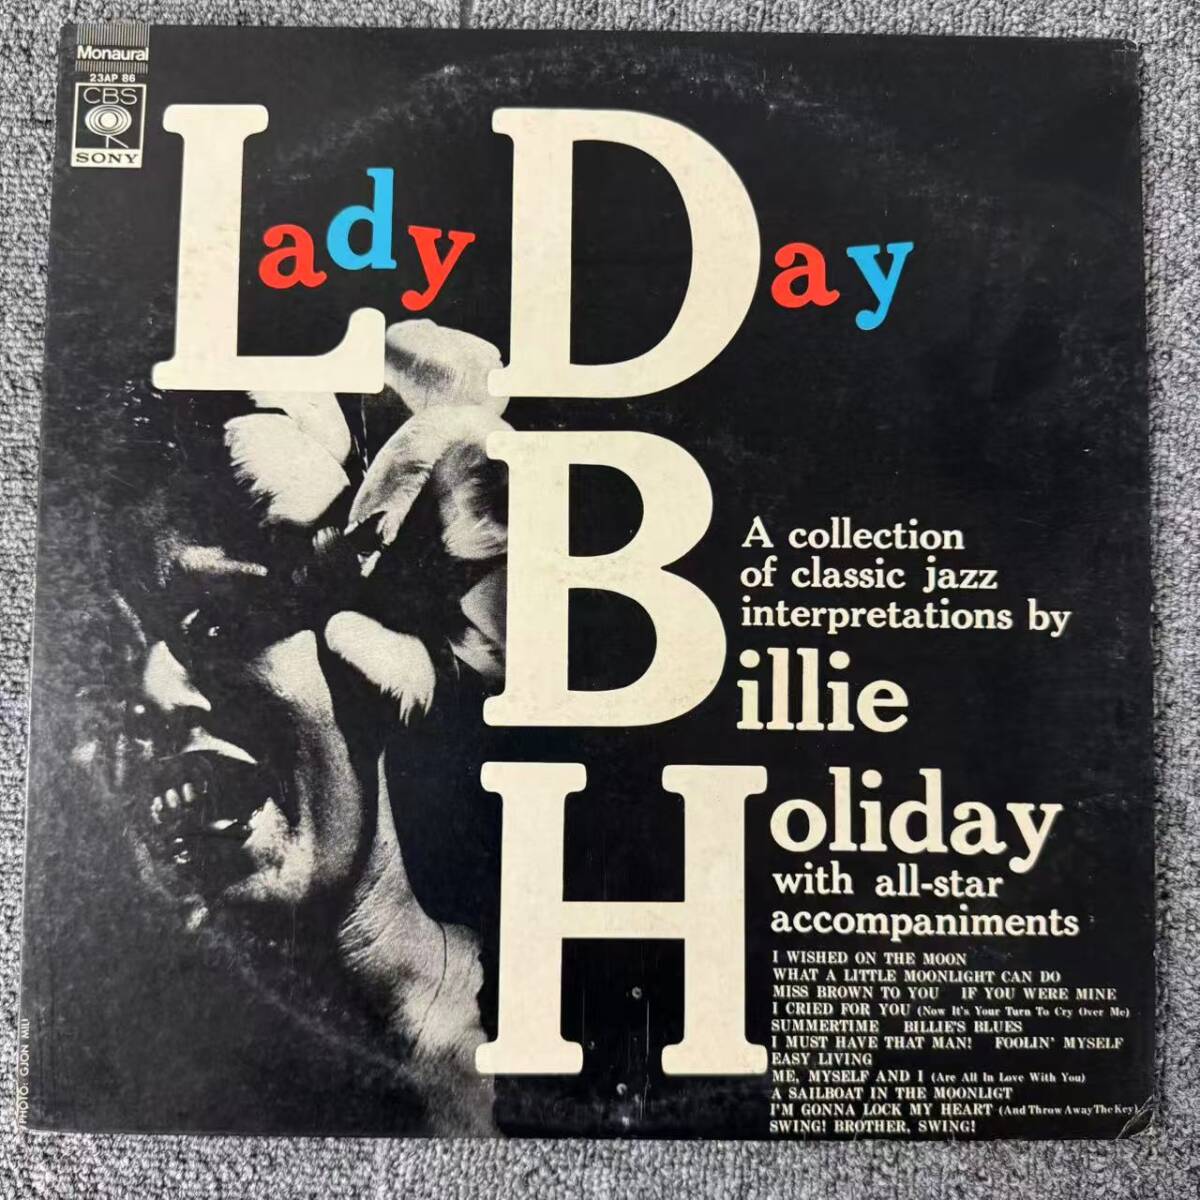 Monaural
23AP 86
CBS
SONY
Lady Day
A collection
of classic jazz
interpretations by
Billie
Holiday
with all-star
accompaniments
I WISHED ON THE MOON
WHAT A LITTLE MOONLIGHT CAN DO
MISS BROWN TO YOU IF YOU WERE MINE
I CRIED FOR YOU (Now It's Your Turn To Cry Over Me)
SUMMERTIME BILLIE'S BLUES
I MUST HAVE THAT MAN! FOOLIN' MYSELF
EASY LIVING
ME, MYSELF AND I (Are All In Love With You)
A SAILBOAT IN THE MOONLIGT
I'M GONNA LOCK MY HEART (And Throw Away The Key)
SWING! BROTHER, SWING!
PHOTO: GJON MILI